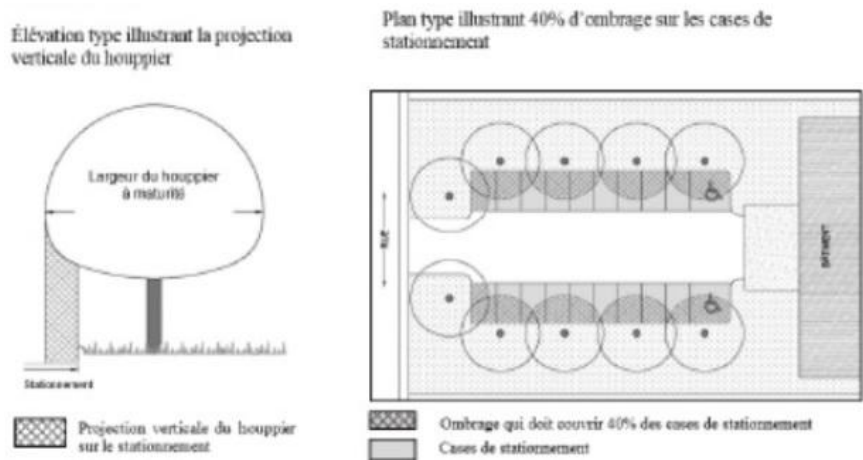 Élévation type illustrant la projection
verticale du houppier
Largeur du houppier
à maturité
Stationnement
Projection verticale du houppier
sur le stationnement
Plan type illustrant 40% d'ombrage sur les cases de
stationnement
RUE
BÂTIMENT
Ombrage qui doit couvrir 40% des cases de stationnement
Cases de stationnement